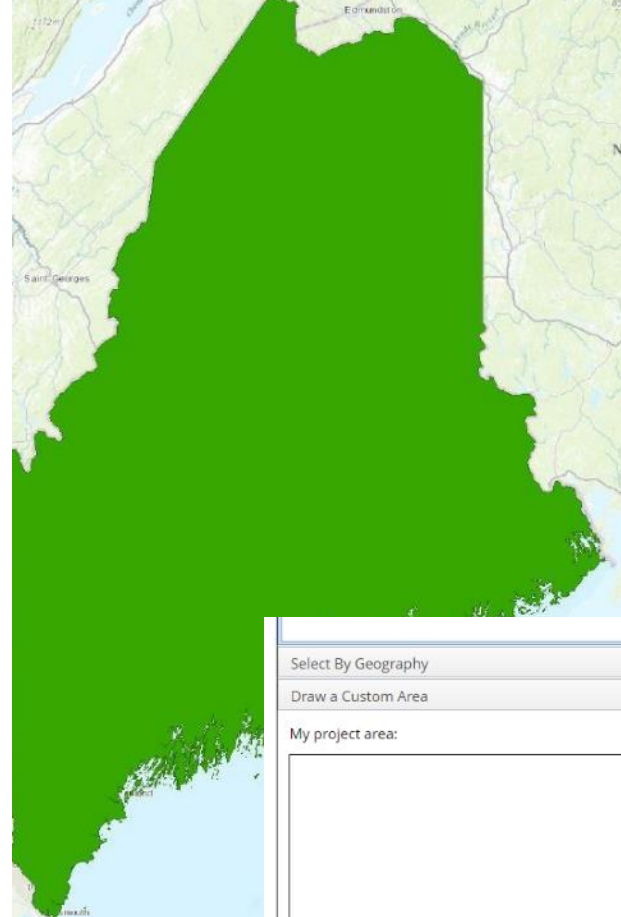 Edmundston
Saint-Georges
Select By Geography
Draw a Custom Area
My project area: